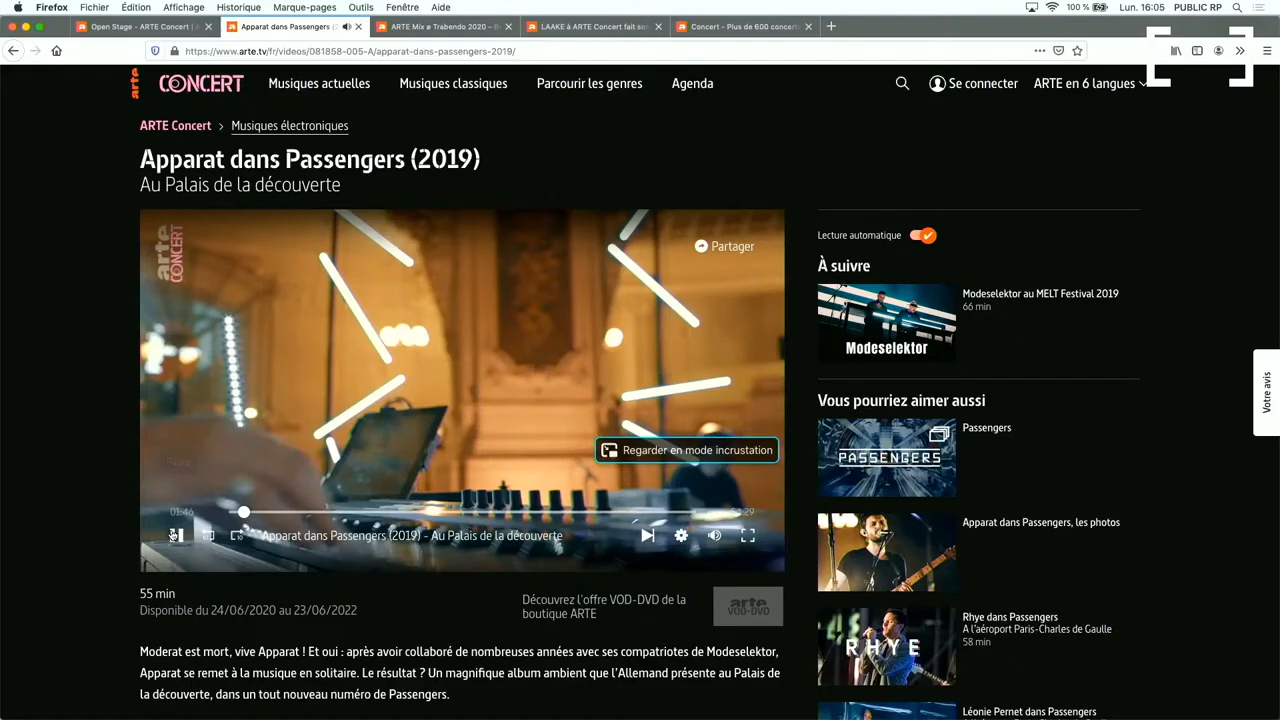 Firefox Fichier Édition Affichage Historique Marque-pages Outils Fenêtre Aide
100 % Lun. 16:05 PUBLIC RP
Open Stage - ARTE Concert | A
Apparat dans Passengers (
ARTE Mix ø Trabendo 2020 – B
LAAKE à ARTE Concert fait so
Concert - Plus de 600 concert
https://www.arte.tv/fr/videos/081858-005-A/apparat-dans-passengers-2019/
arte CONCERT
Musiques actuelles
Musiques classiques
Parcourir les genres
Agenda
Se connecter
ARTE en 6 langues
ARTE Concert > Musiques électroniques
Apparat dans Passengers (2019)
Au Palais de la découverte
arte CONCERT
Partager
Regarder en mode incrustation
01:46
Apparat dans Passengers (2019) - Au Palais de la découverte
55 min
Disponible du 24/06/2020 au 23/06/2022
Découvrez l'offre VOD-DVD de la
boutique ARTE
arte
VOD-DVD
Moderat est mort, vive Apparat ! Et oui : après avoir collaboré de nombreuses années avec ses compatriotes de Modeselektor,
Apparat se remet à la musique en solitaire. Le résultat ? Un magnifique album ambient que l'Allemand présente au Palais de
la découverte, dans un tout nouveau numéro de Passengers.
Lecture automatique
À suivre
Modeselektor
Modeselektor au MELT Festival 2019
66 min
Vous pourriez aimer aussi
PASSENGERS
Passengers
Apparat dans Passengers, les photos
RHYE
Rhye dans Passengers
A l'aéroport Paris-Charles de Gaulle
58 min
Léonie Pernet dans Passengers
Votre avis